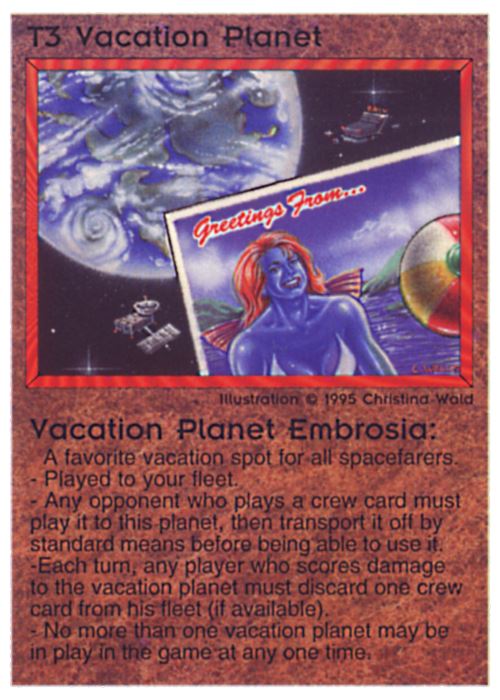 T3 Vacation Planet
Greetings From...
Illustration © 1995 Christina Wald
Vacation Planet Embrosia:
A favorite vacation spot for all spacefarers.
- Played to your fleet.
- Any opponent who plays a crew card must
play it to this planet, then transport it off by
standard means before being able to use it.
-Each turn, any player who scores damage
to the vacation planet must discard one crew
card from his fleet (if available).
- No more than one vacation planet may be
in play in the game at any one time.